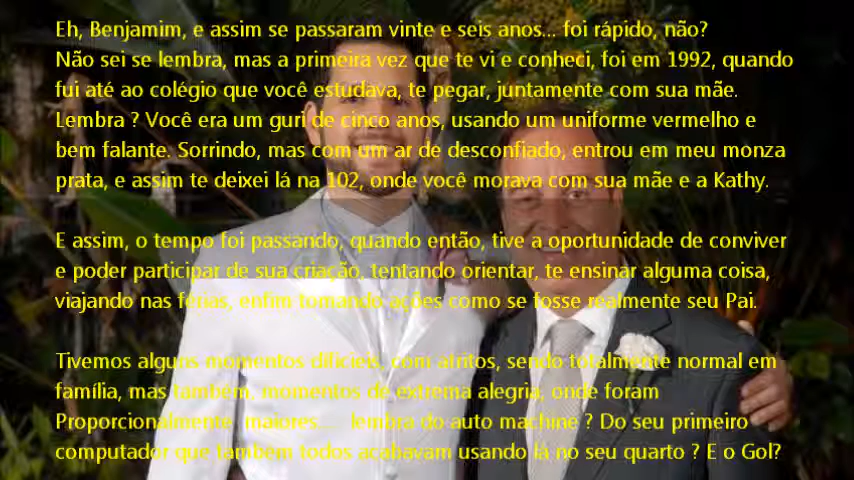 Eh, Benjamim, e assim se passaram vinte e seis anos... foi rápido, não?
Não sei se lembra, mas a primeira vez que te vi e conheci, foi em 1992, quando
fui até ao colégio que você estudava, te pegar, juntamente com sua mãe.
Lembra ? Você era um guri de cinco anos, usando um uniforme vermelho e
bem falante. Sorrindo, mas com um ar de desconfiado, entrou em meu monza
prata, e assim te deixei lá na 102, onde você morava com sua mãe e a Kathy.
E assim, o tempo foi passando, quando então, tive a oportunidade de conviver
e poder participar de sua criação, tentando orientar, te ensinar alguma coisa,
viajando nas férias, enfim tomando ações como se fosse realmente seu Pai.
Tivemos alguns momentos difíceis, com atritos, sendo totalmente normal em
família, mas também, momentos de extrema alegria, onde foram
Proporcionalmente maiores.... lembra do auto machine ? Do seu primeiro
computador que também todos acabavam usando lá no seu quarto ? E o Gol?